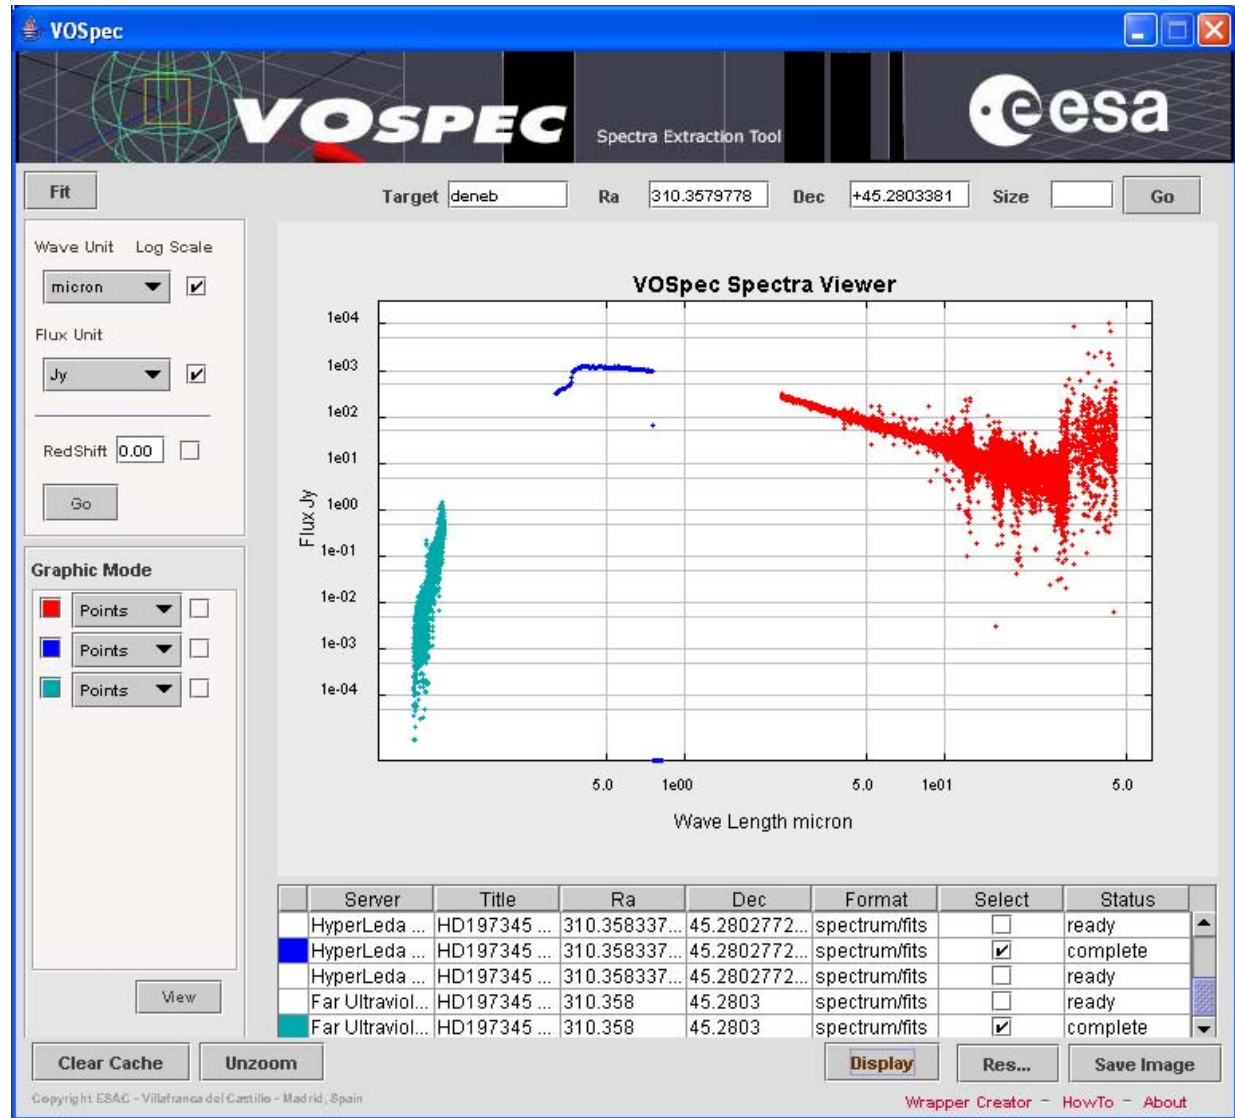 VOSpec
VOSPEC
Spectra Extraction Tool
esa
Fit
Target deneb Ra 310.3579778 Dec +45.2803381 Size Go
Wave Unit Log Scale
micron
Flux Unit
Jy
RedShift 0.00
Go
Graphic Mode
Points
Points
Points
View
VOSpec Spectra Viewer
1e04
1e03
1e02
1e01
1e00
1e-01
1e-02
1e-03
1e-04
Flux Jy
5.0 1e00 5.0 1e01 5.0
Wave Length micron
Server Title Ra Dec Format Select Status
HyperLeda ... HD197345 ... 310.358337... 45.2802772... spectrum/fits ready
HyperLeda ... HD197345 ... 310.358337... 45.2802772... spectrum/fits complete
HyperLeda ... HD197345 ... 310.358337... 45.2802772... spectrum/fits ready
Far Ultraviol... HD197345 ... 310.358 45.2803 spectrum/fits ready
Far Ultraviol... HD197345 ... 310.358 45.2803 spectrum/fits complete
Clear Cache Unzoom Display Res... Save Image
Copyright ESAC - Villafranca del Castillo - Madrid, Spain
Wrapper Creator - HowTo - About